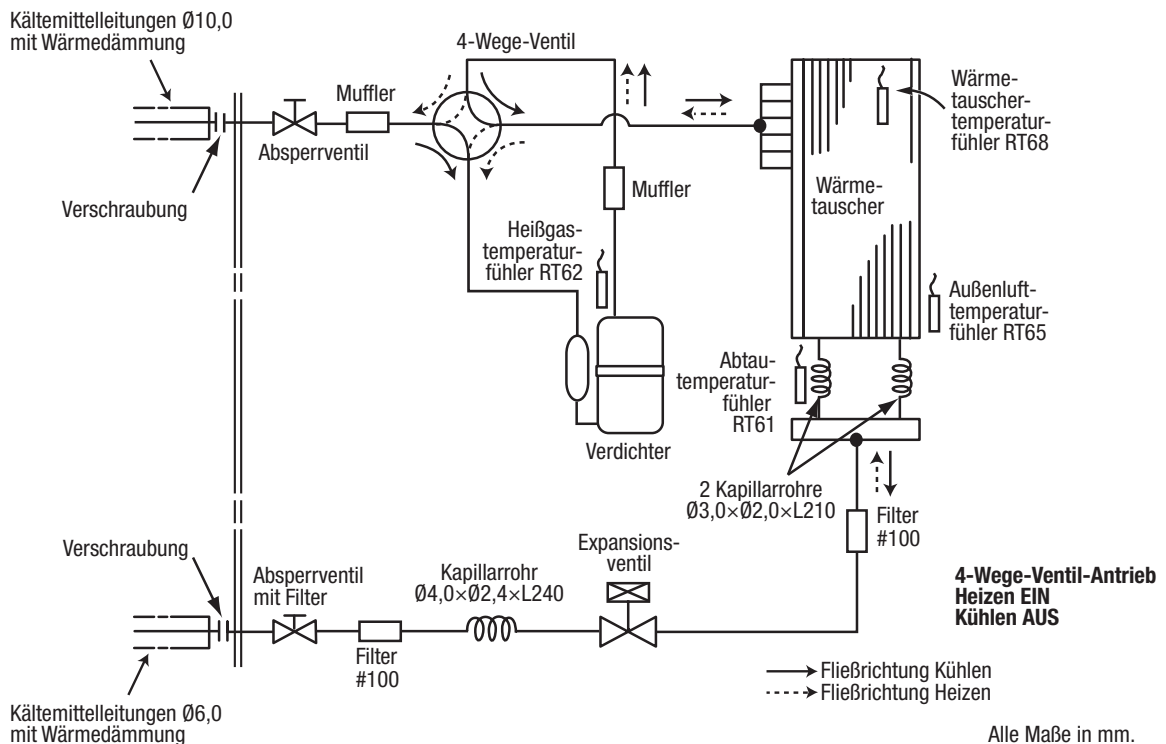 Kältemittelleitungen Ø10,0
mit Wärmedämmung
4-Wege-Ventil
Muffler
Absperrventil
Verschraubung
Wärme-
tauscher-
temperatur-
fühler RT68
Wärme-
tauscher
Muffler
Heißgas-
temperatur-
fühler RT62
Außenluft-
temperatur-
fühler RT65
Abtau-
temperatur-
fühler
RT61
Verdichter
2 Kapillarrohre
Ø3,0×Ø2,0×L210
Filter
#100
Verschraubung
Absperrventil
mit Filter
Kapillarrohr
Ø4,0×Ø2,4×L240
Expansions-
ventil
Filter
#100
4-Wege-Ventil-Antrieb
Heizen EIN
Kühlen AUS
Fließrichtung Kühlen
Fließrichtung Heizen
Kältemittelleitungen Ø6,0
mit Wärmedämmung
Alle Maße in mm.